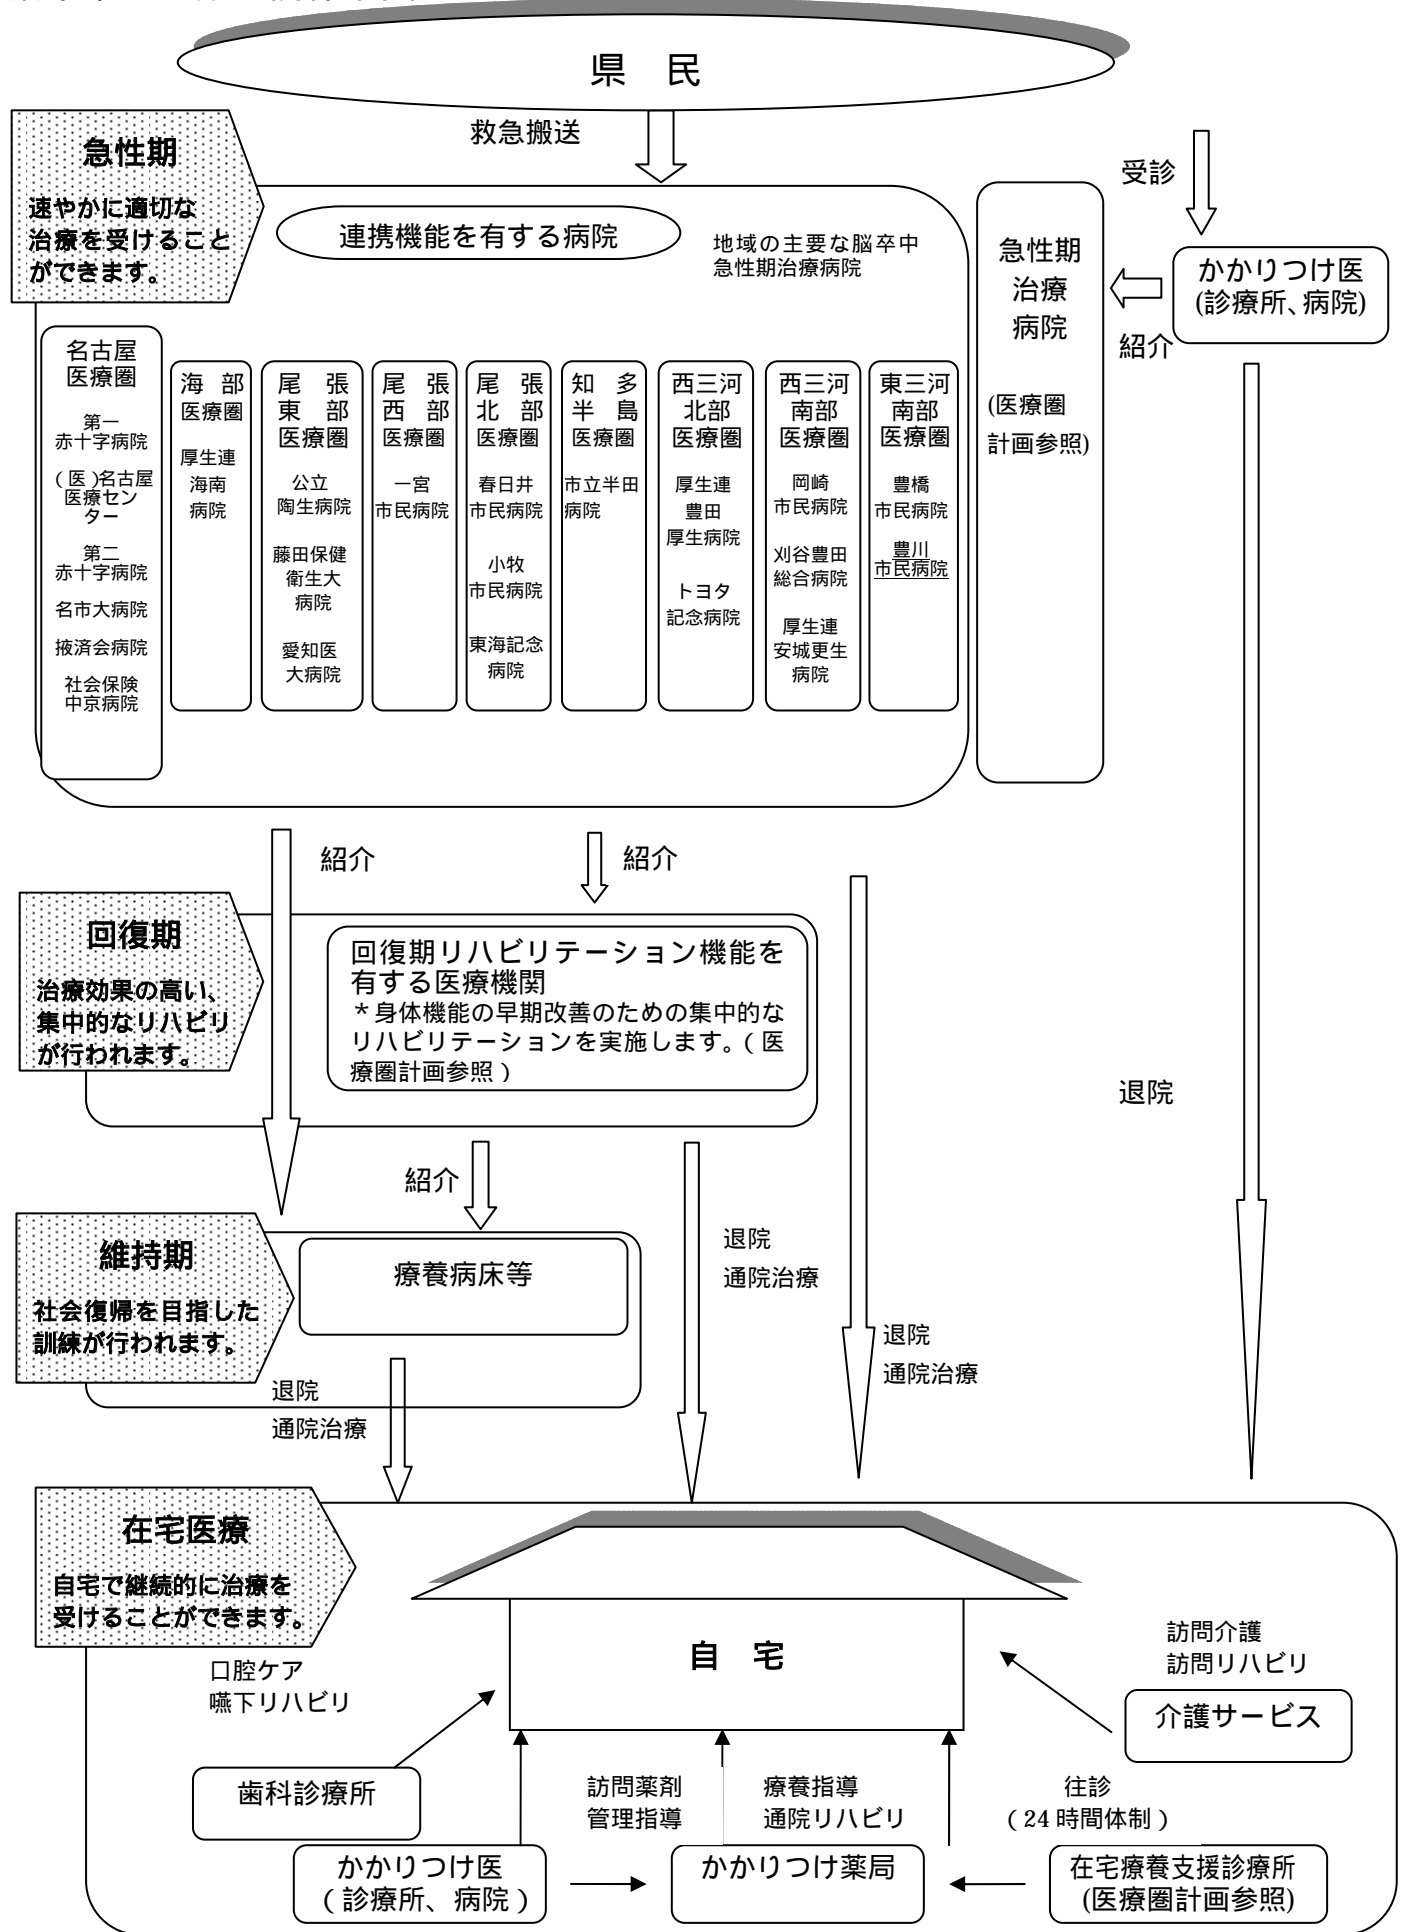 県 民
救急搬送
急性期
速やかに適切な
治療を受けること
ができます。
連携機能を有する病院
地域の主要な脳卒中
急性期治療病院
急性期
治療
病院
(医療圏
計画参照)
受診
かかりつけ医
(診療所、病院)
紹介
名古屋
医療圏
第一
赤十字病院
(医)名古屋
医療セン
ター
第二
赤十字病院
名市大病院
掖済会病院
社会保険
中京病院
海 部
医療圏
厚生連
海南
病院
尾 張
東 部
医療圏
公立
陶生病院
藤田保健
衛生大
病院
愛知医
大病院
尾 張
西 部
医療圏
一宮
市民病院
尾 張
北 部
医療圏
春日井
市民病院
小牧
市民病院
東海記念
病院
知 多
半 島
医療圏
市立半田
病院
西三河
北部
医療圏
厚生連
豊田
厚生病院
トヨタ
記念病院
西三河
南部
医療圏
岡崎
市民病院
刈谷豊田
総合病院
厚生連
安城更生
病院
東三河
南部
医療圏
豊橋
市民病院
豊川
市民病院
紹介
紹介
回復期
治療効果の高い、
集中的なリハビリ
が行われます。
回復期リハビリテーション機能を
有する医療機関
*身体機能の早期改善のための集中的な
リハビリテーションを実施します。(医
療圏計画参照)
退院
紹介
維持期
社会復帰を目指した
訓練が行われます。
療養病床等
退院
通院治療
退院
通院治療
退院
通院治療
在宅医療
自宅で継続的に治療を
受けることができます。
自 宅
口腔ケア
嚥下リハビリ
訪問介護
訪問リハビリ
介護サービス
歯科診療所
訪問薬剤
管理指導
療養指導
通院リハビリ
往診
(24時間体制)
かかりつけ医
(診療所、病院)
かかりつけ薬局
在宅療養支援診療所
(医療圏計画参照)